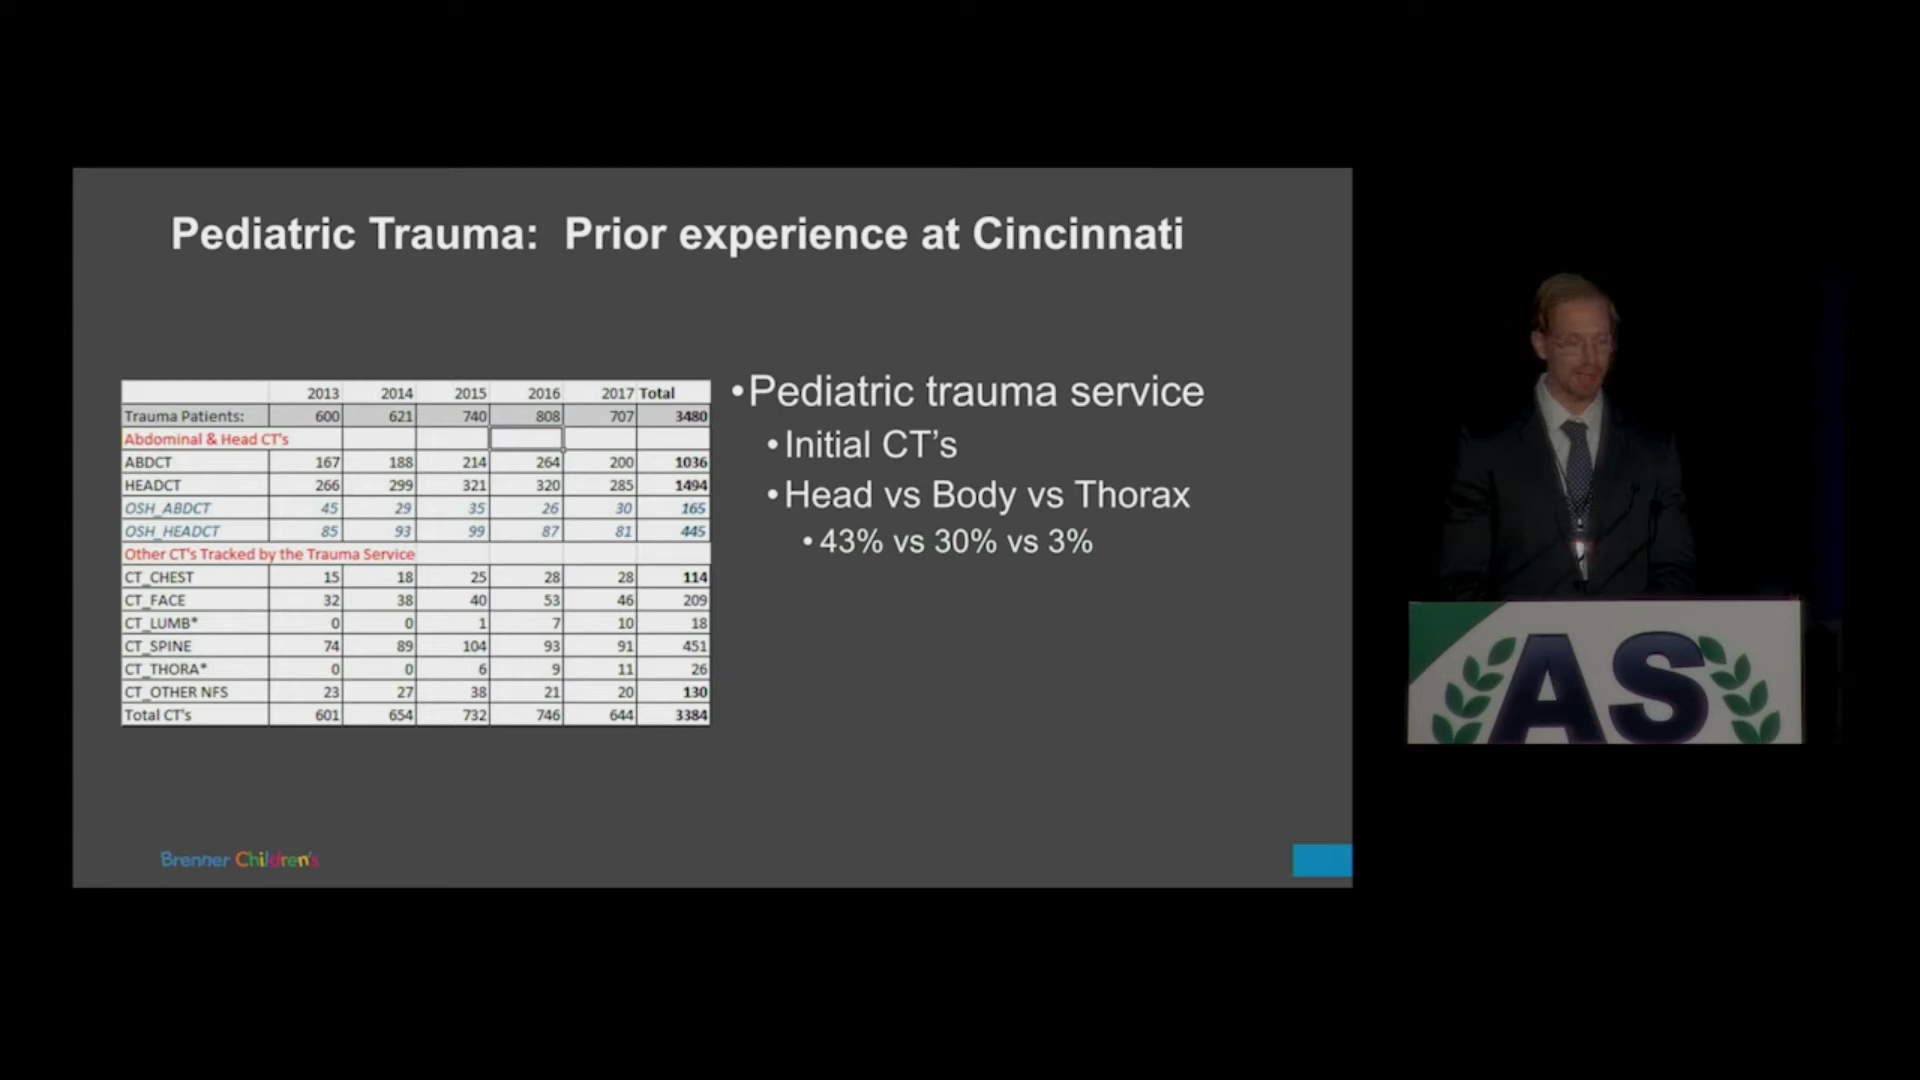 Pediatric Trauma: Prior experience at Cincinnati
2013 2014 2015 2016 2017 Total
Trauma Patients: 600 621 740 808 707 3480
Abdominal & Head CT's
ABDCT 167 188 214 264 200 1036
HEADCT 266 299 321 320 285 1494
OSH_ABDCT 45 29 35 26 30 165
OSH_HEADCT 85 93 99 87 81 445
Other CT's Tracked by the Trauma Service
CT_CHEST 15 18 25 28 28 114
CT_FACE 32 38 40 53 46 209
CT_LUMB* 0 0 1 7 10 18
CT_SPINE 74 89 104 93 91 451
CT_THORA* 0 0 6 9 11 26
CT_OTHER NFS 23 27 38 21 20 130
Total CT's 601 654 732 746 644 3384
•Pediatric trauma service
•Initial CT’s
•Head vs Body vs Thorax
•43% vs 30% vs 3%
Brenner Children's
AS